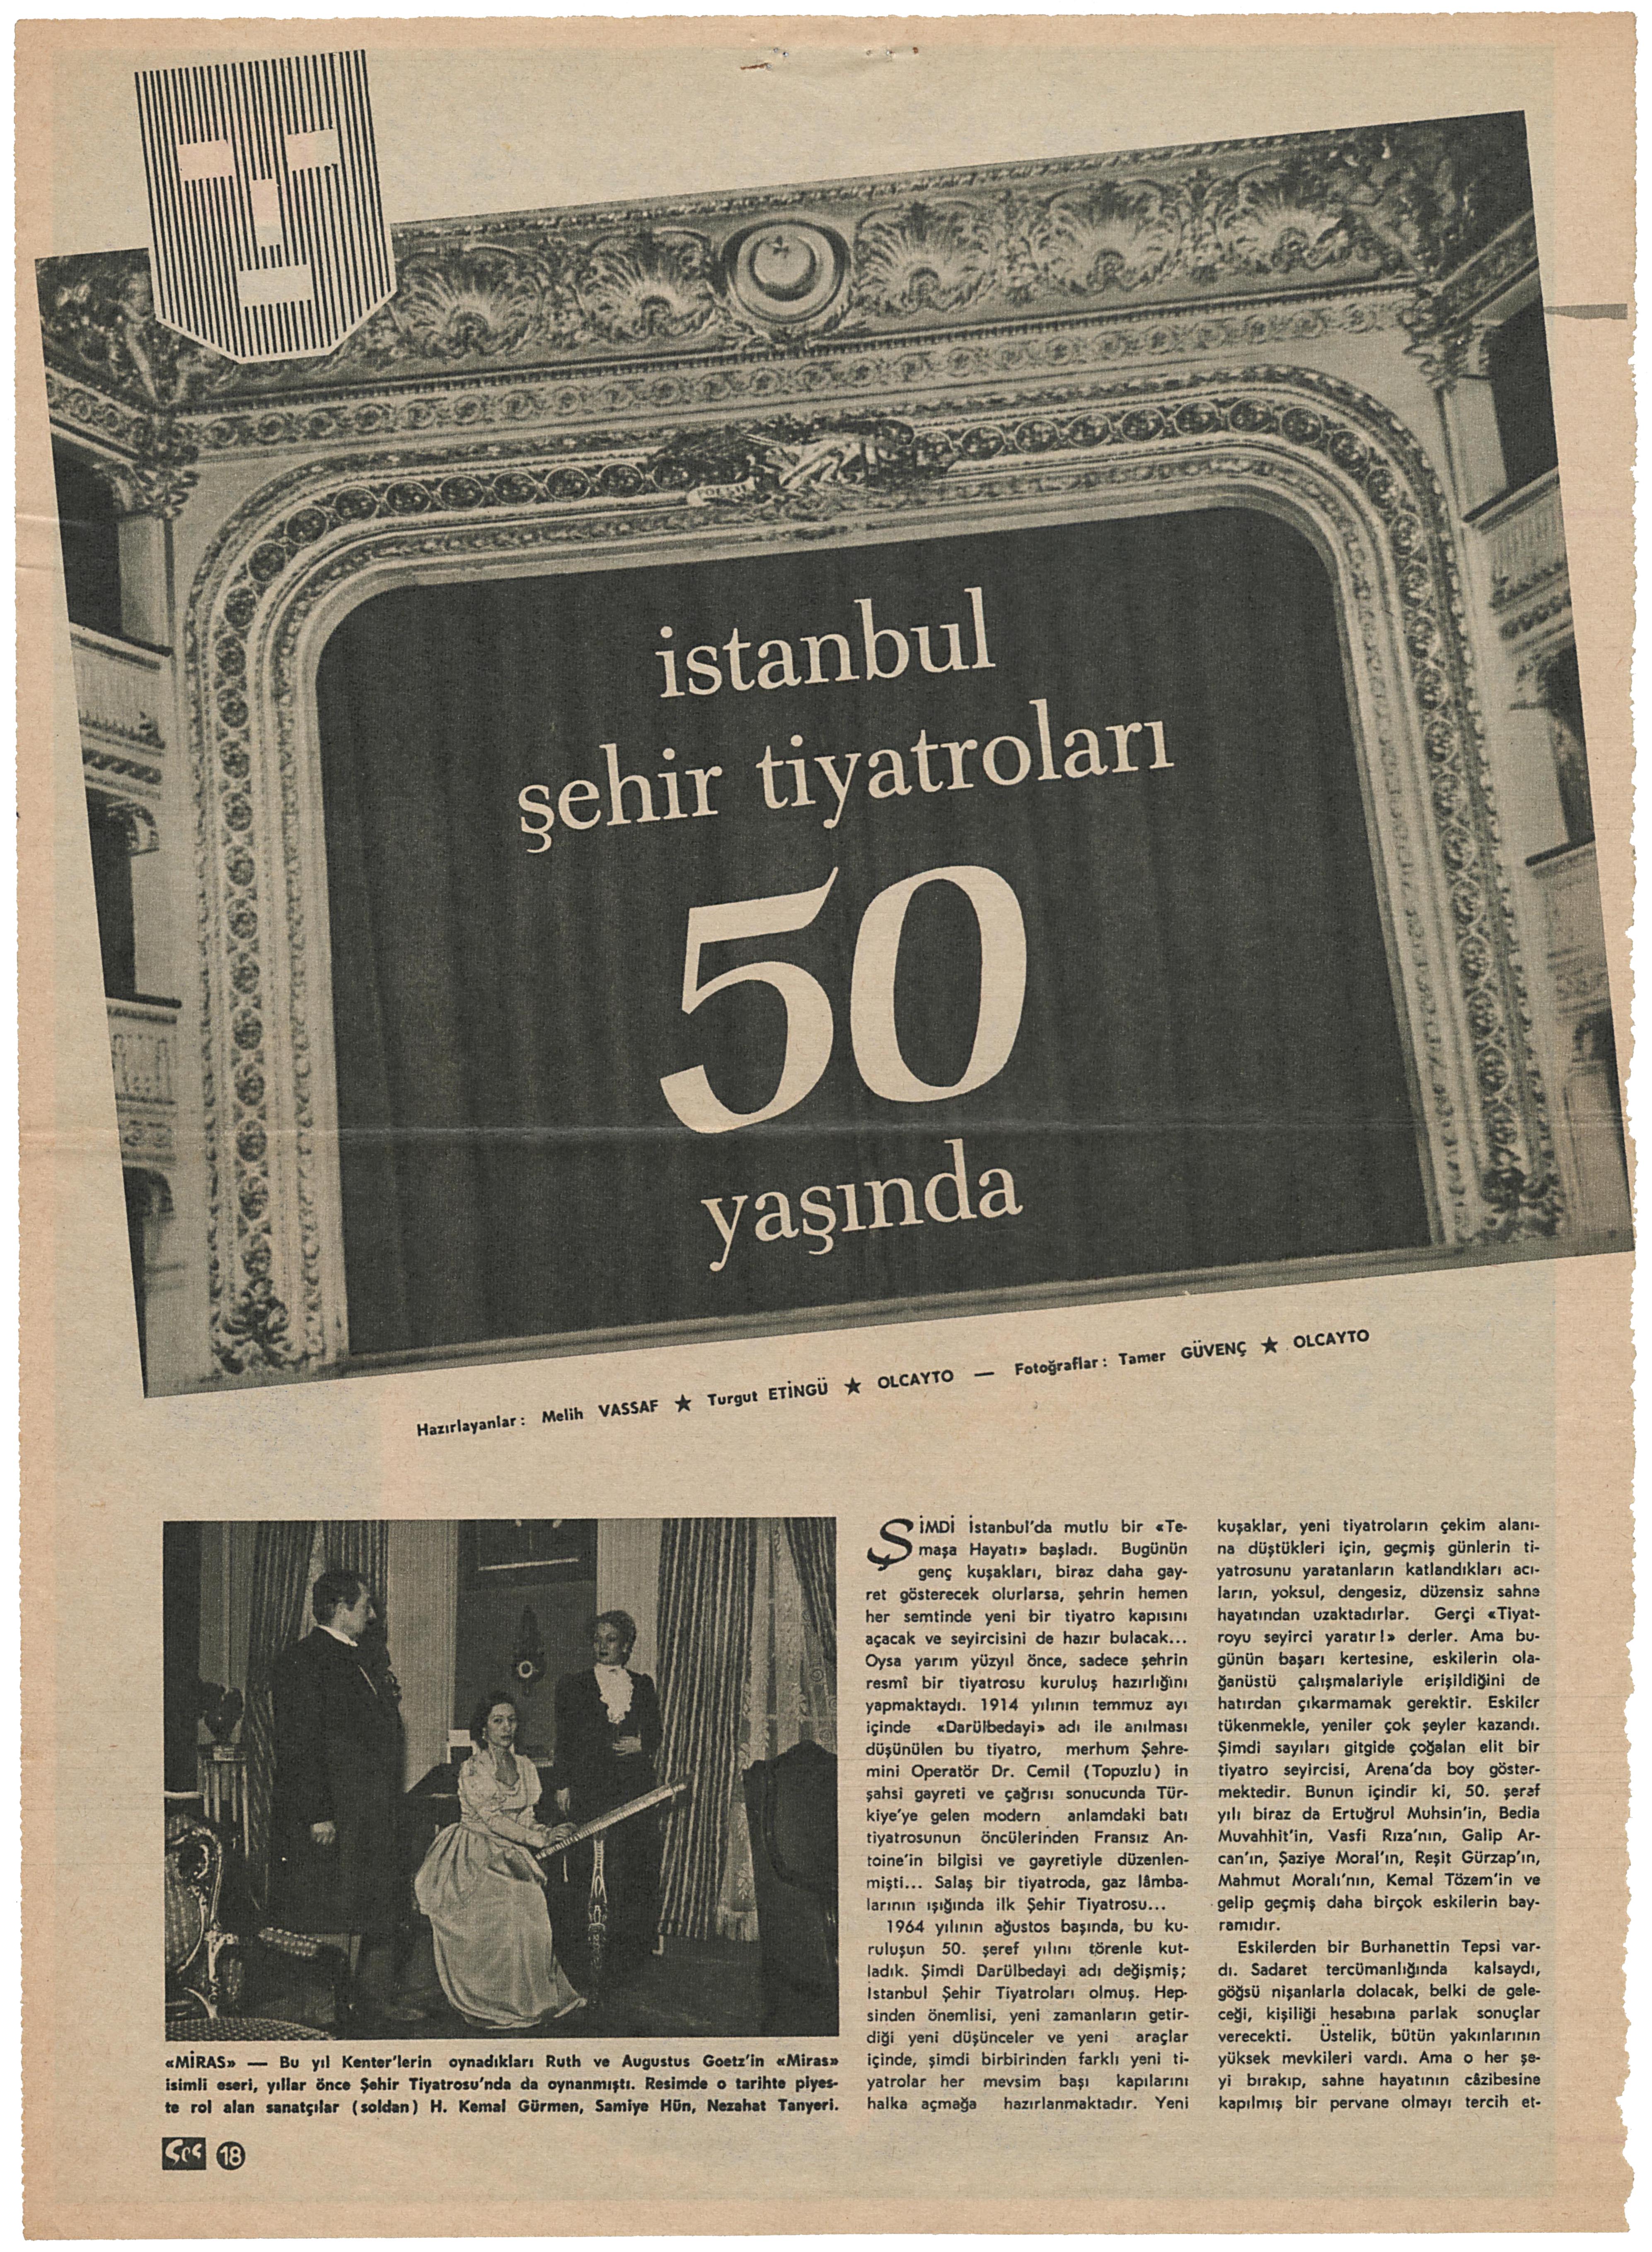 POESIE
istanbul
şehir tiyatroları
50
yaşında
Hazırlayanlar: Melih VASSAF ★ Turgut ETİNGÜ ★ OLCAYTO — Fotoğraflar: Tamer GÜVENÇ ★ OLCAYTO
«MİRAS» — Bu yıl Kenter'lerin oynadıkları Ruth ve Augustus Goetz'in «Miras»
isimli eseri, yıllar önce Şehir Tiyatrosu'nda da oynanmıştı. Resimde o tarihte piyes-
te rol alan sanatçılar (soldan) H. Kemal Gürmen, Samiye Hün, Nezahat Tanyeri.
ŞİMDİ İstanbul'da mutlu bir «Te-
maşa Hayatı» başladı. Bugünün
genç kuşakları, biraz daha gay-
ret gösterecek olurlarsa, şehrin hemen
her semtinde yeni bir tiyatro kapısını
açacak ve seyircisini de hazır bulacak...
Oysa yarım yüzyıl önce, sadece şehrin
resmî bir tiyatrosu kuruluş hazırlığını
yapmaktaydı. 1914 yılının temmuz ayı
içinde «Darülbedayi» adı ile anılması
düşünülen bu tiyatro, merhum Şehre-
mini Operatör Dr. Cemil (Topuzlu) in
şahsi gayreti ve çağrısı sonucunda Tür-
kiye'ye gelen modern anlamdaki batı
tiyatrosunun öncülerinden Fransız An-
toine'in bilgisi ve gayretiyle düzenlen-
mişti... Salaş bir tiyatroda, gaz lâmba-
larının ışığında ilk Şehir Tiyatrosu...
1964 yılının ağustos başında, bu ku-
ruluşun 50. şeref yılını törenle kut-
ladık. Şimdi Darülbedayi adı değişmiş;
İstanbul Şehir Tiyatroları olmuş. Hep-
sinden önemlisi, yeni zamanların getir-
diği yeni düşünceler ve yeni araçlar
içinde, şimdi birbirinden farklı yeni ti-
yatrolar her mevsim başı kapılarını
halka açmağa hazırlanmaktadır. Yeni
kuşaklar, yeni tiyatroların çekim alanı-
na düştükleri için, geçmiş günlerin ti-
yatrosunu yaratanların katlandıkları acı-
ların, yoksul, dengesiz, düzensiz sahne
hayatından uzaktadırlar. Gerçi «Tiyat-
royu seyirci yaratır!» derler. Ama bu-
günün başarı kertesine, eskilerin ola-
ğanüstü çalışmalariyle erişildiğini de
hatırdan çıkarmamak gerektir. Eskiler
tükenmekle, yeniler çok şeyler kazandı.
Şimdi sayıları gitgide çoğalan elit bir
tiyatro seyircisi, Arena'da boy göster-
mektedir. Bunun içindir ki, 50. şeref
yılı biraz da Ertuğrul Muhsin'in, Bedia
Muvahhit'in, Vasfi Rıza'nın, Galip Ar-
can'ın, Şaziye Moral'ın, Reşit Gürzap'ın,
Mahmut Moralı'nın, Kemal Tözem'in ve
gelip geçmiş daha birçok eskilerin bay-
ramıdır.
Eskilerden bir Burhanettin Tepsi var-
dı. Sadaret tercümanlığında kalsaydı,
göğsü nişanlarla dolacak, belki de gele-
ceği, kişiliği hesabına parlak sonuçlar
verecekti. Üstelik, bütün yakınlarının
yüksek mevkileri vardı. Ama o her şe-
yi bırakıp, sahne hayatının câzibesine
kapılmış bir pervane olmayı tercih et-
Ses 18